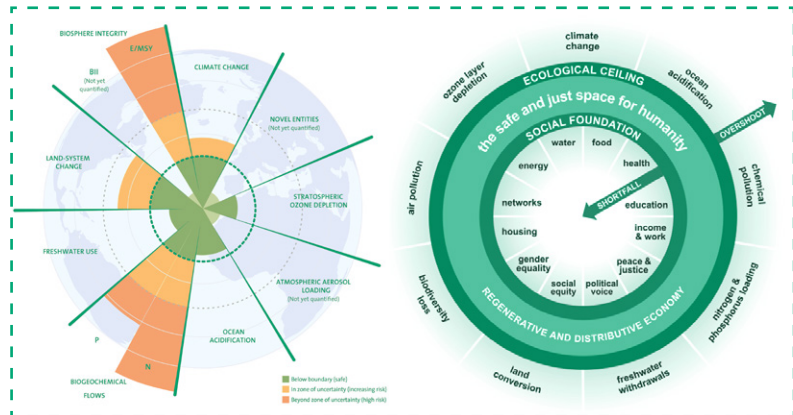 BIOSPHERE INTEGRITY
E/MSY
BII
(Not yet
quantified)
CLIMATE CHANGE
NOVEL ENTITIES
(Not yet quantified)
LAND-SYSTEM
CHANGE
STRATOSPHERIC
OZONE DEPLETION
FRESHWATER USE
ATMOSPHERIC AEROSOL
LOADING
(Not yet quantified)
P
N
OCEAN
ACIDIFICATION
BIOGEOCHEMICAL
FLOWS
Below boundary (safe)
In zone of uncertainty (increasing risk)
Beyond zone of uncertainty (high risk)
climate
change
ozone layer
depletion
ocean
acidification
ECOLOGICAL CEILING
the safe and just space for humanity
OVERSHOOT
SOCIAL FOUNDATION
water
food
energy
health
SHORTFALL
air pollution
chemical
pollution
networks
education
housing
income
& work
gender
equality
peace &
justice
social
equity
political
voice
REGENERATIVE AND DISTRIBUTIVE ECONOMY
biodiversity
loss
nitrogen &
phosphorus loading
land
conversion
freshwater
withdrawals